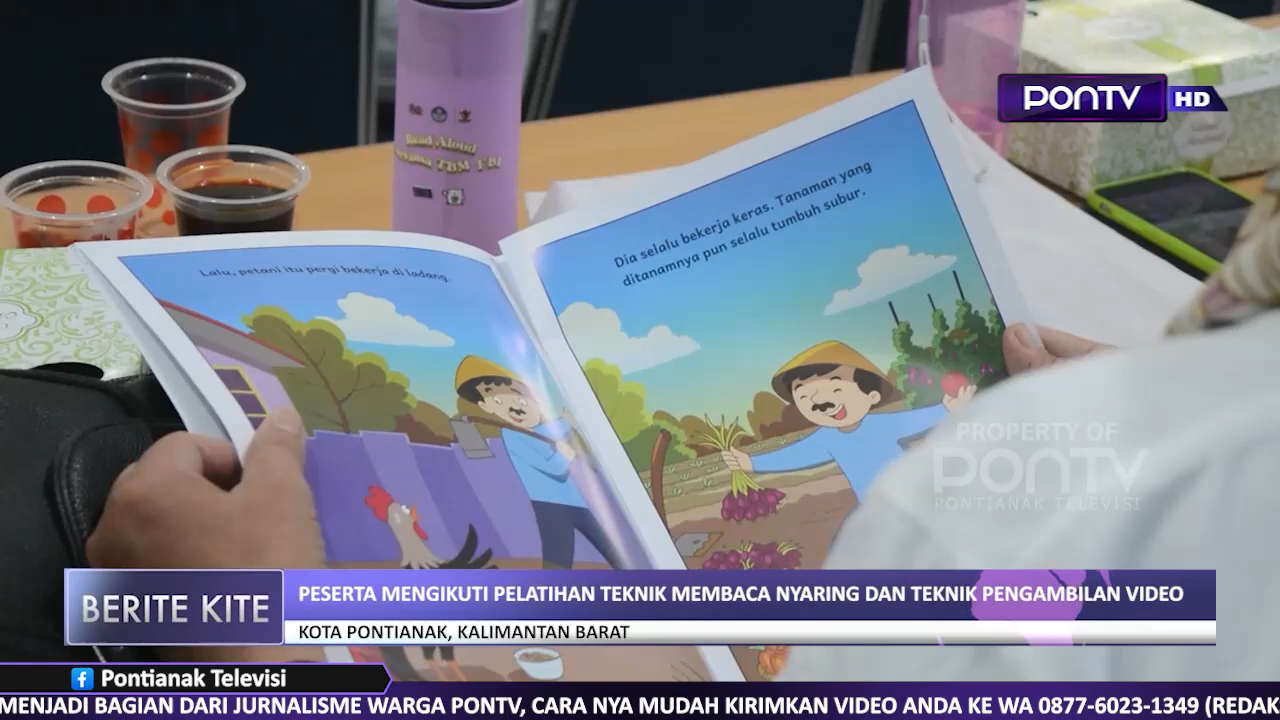 PONTV HD
Read Aloud
TBM
Dia selalu bekerja keras. Tanaman yang
ditanamnya pun selalu tumbuh subur.
Lalu, petani itu pergi bekerja di ladang.
PROPERTY OF
PONTV
PONTIANAK TELEVISI
BERITE KITE
PESERTA MENGIKUTI PELATIHAN TEKNIK MEMBACA NYARING DAN TEKNIK PENGAMBILAN VIDEO
KOTA PONTIANAK, KALIMANTAN BARAT
Pontianak Televisi
MENJADI BAGIAN DARI JURNALISME WARGA PONTV, CARA NYA MUDAH KIRIMKAN VIDEO ANDA KE WA 0877-6023-1349 (REDAK